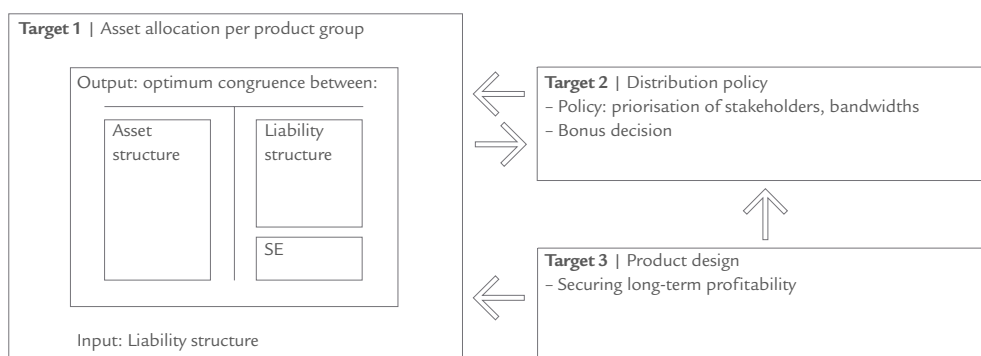 Target 1 | Asset allocation per product group
Output: optimum congruence between:
Asset
structure
Liability
structure
SE
Input: Liability structure
Target 2 | Distribution policy
– Policy: priorisation of stakeholders, bandwidths
– Bonus decision
Target 3 | Product design
– Securing long-term profitability